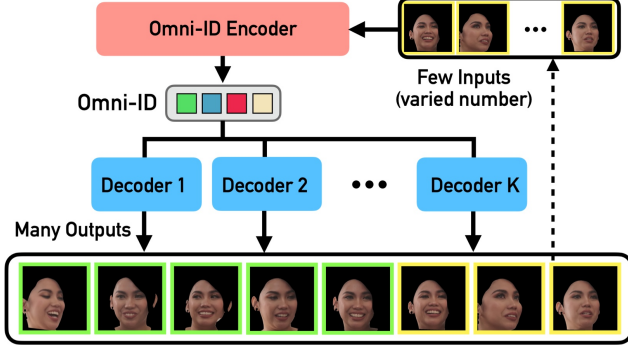 Omni-ID Encoder
Few Inputs
(varied number)
Omni-ID
Decoder 1
Decoder 2
Decoder K
Many Outputs